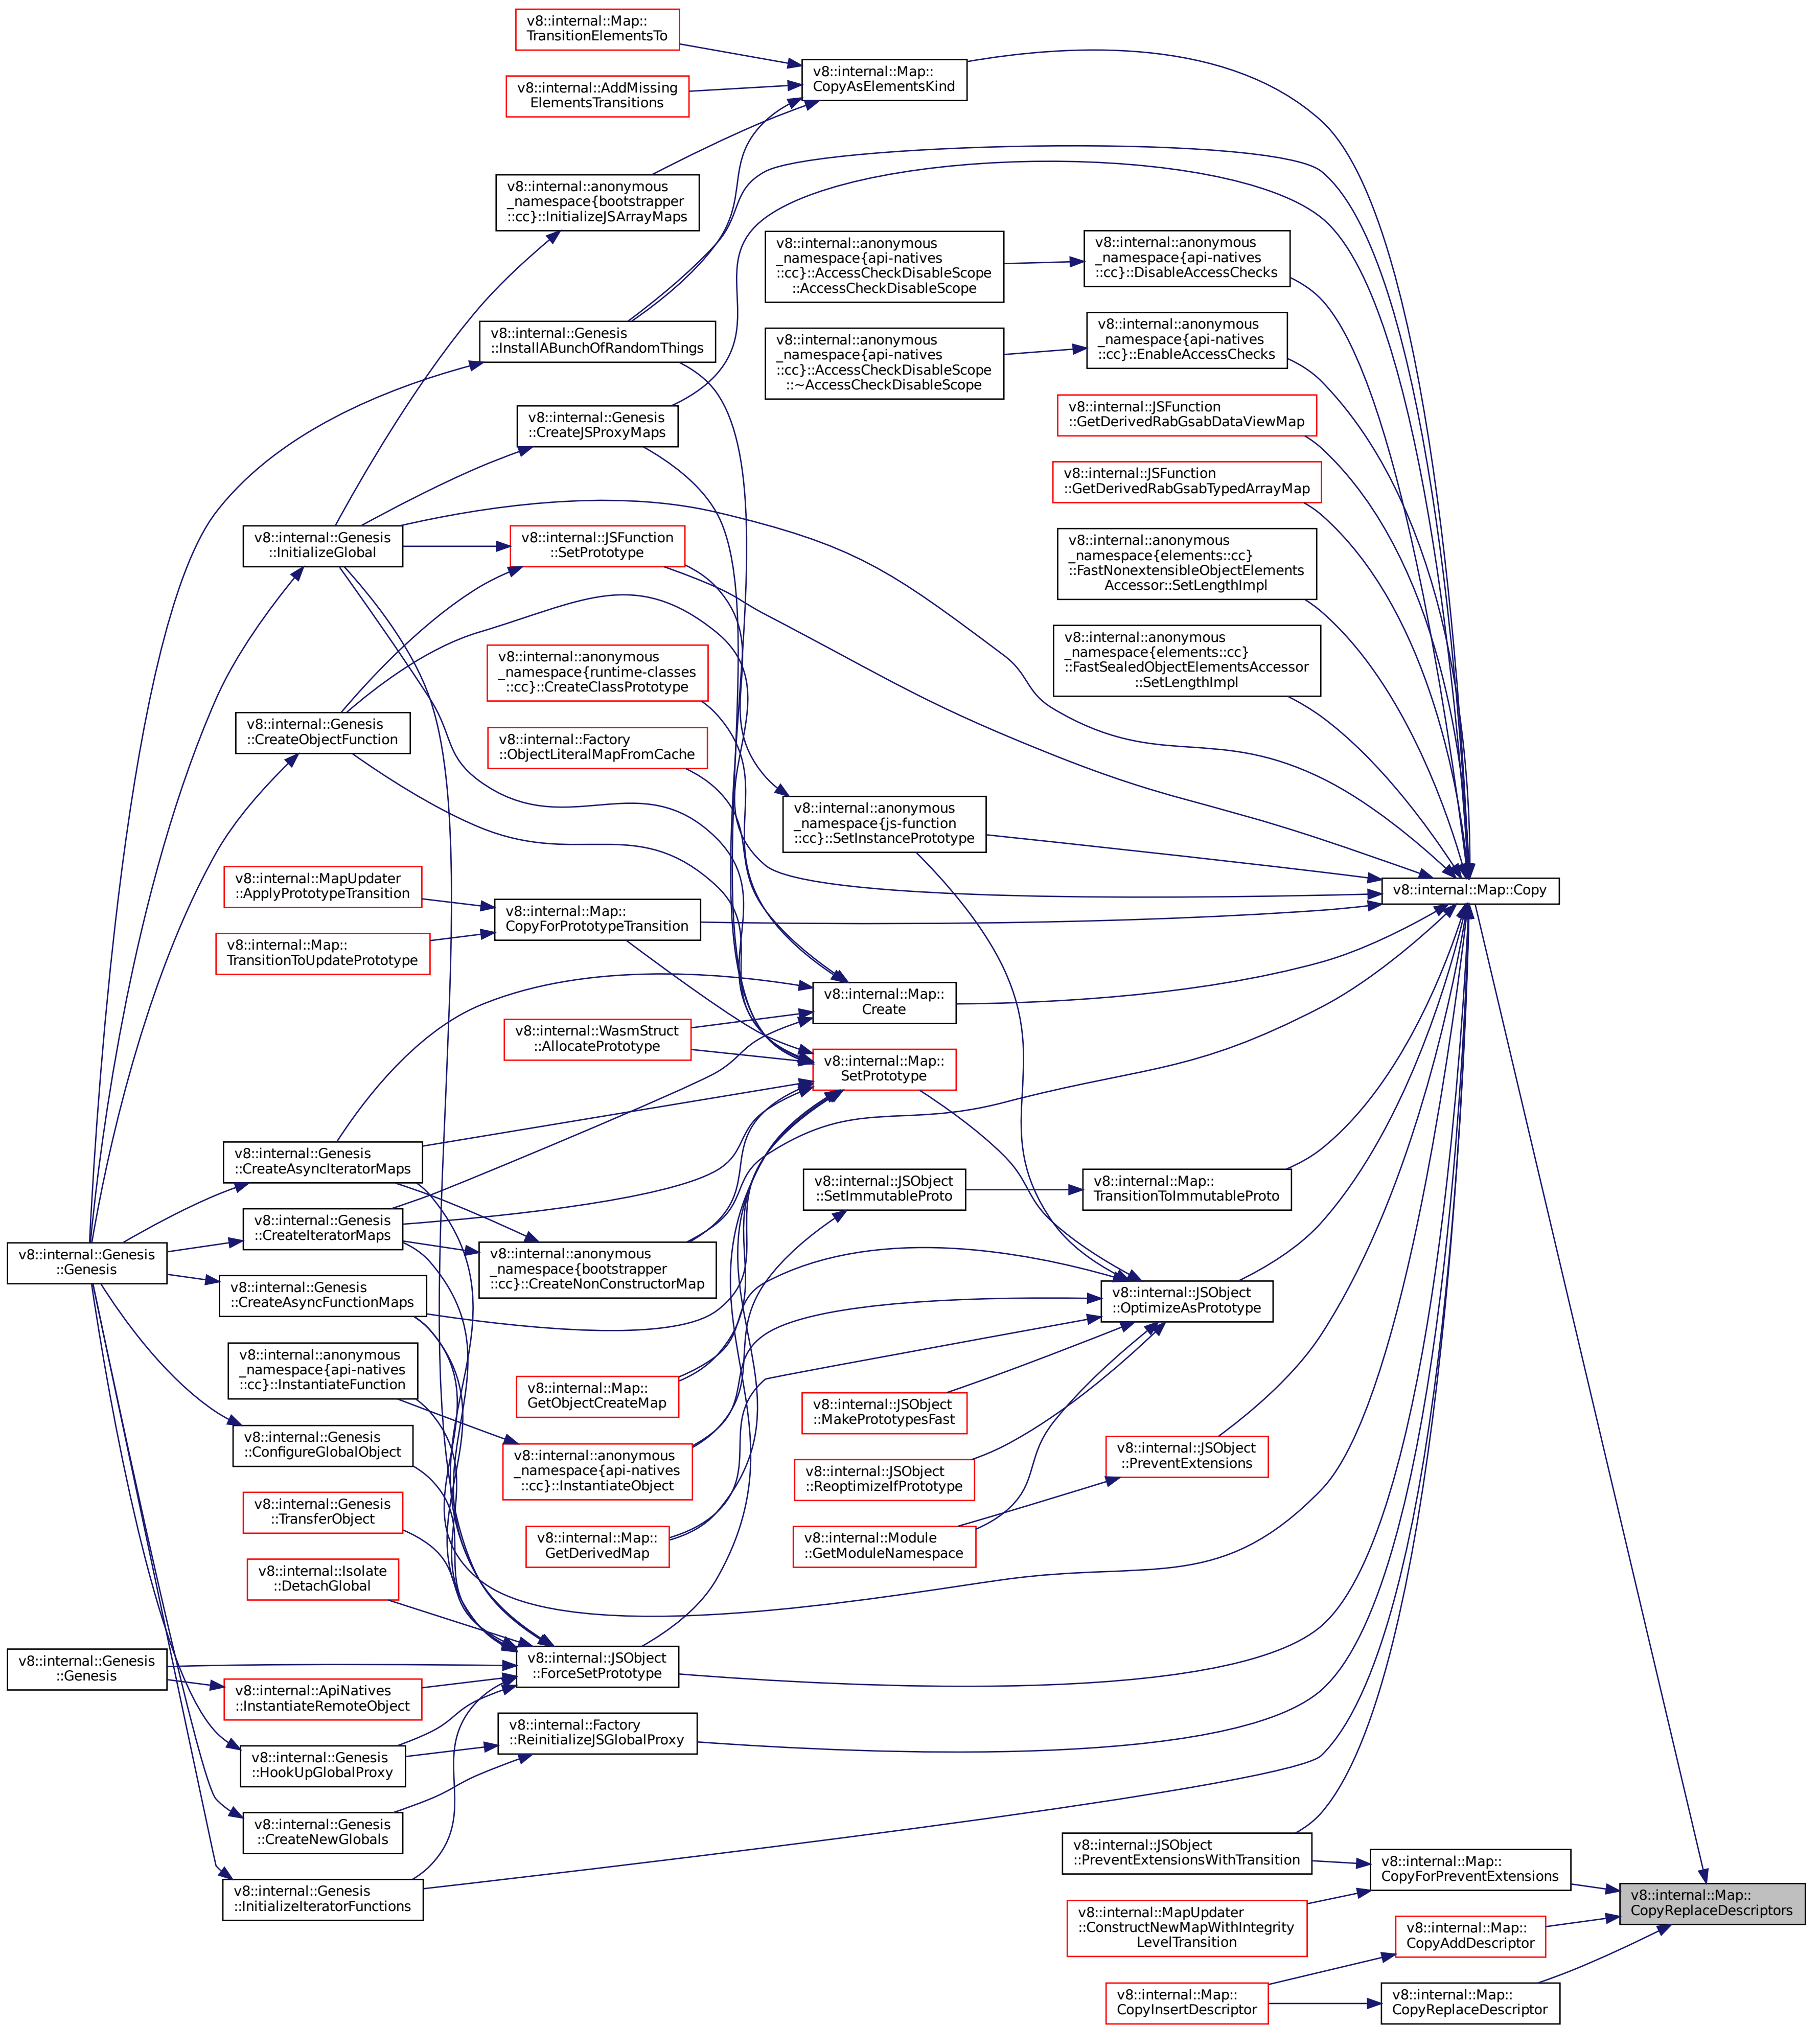 v8::internal::Map::
TransitionElementsTo
v8::internal::Map::
CopyAsElementsKind
v8::internal::AddMissing
ElementsTransitions
v8::internal::anonymous
_namespace{bootstrapper
::cc}::InitializeJSArrayMaps
v8::internal::anonymous
_namespace{api-natives
::cc}::AccessCheckDisableScope
::AccessCheckDisableScope
v8::internal::anonymous
_namespace{api-natives
::cc}::DisableAccessChecks
v8::internal::Genesis
::InstallABunchOfRandomThings
v8::internal::anonymous
_namespace{api-natives
::cc}::AccessCheckDisableScope
::~AccessCheckDisableScope
v8::internal::anonymous
_namespace{api-natives
::cc}::EnableAccessChecks
v8::internal::Genesis
::CreateJSProxyMaps
v8::internal::JSFunction
::GetDerivedRabGsabDataViewMap
v8::internal::JSFunction
::GetDerivedRabGsabTypedArrayMap
v8::internal::Genesis
::InitializeGlobal
v8::internal::JSFunction
::SetPrototype
v8::internal::anonymous
_namespace{elements::cc}
::FastNonextensibleObjectElements
Accessor::SetLengthImpl
v8::internal::anonymous
_namespace{runtime-classes
::cc}::CreateClassPrototype
v8::internal::anonymous
_namespace{elements::cc}
::FastSealedObjectElementsAccessor
::SetLengthImpl
v8::internal::Genesis
::CreateObjectFunction
v8::internal::Factory
::ObjectLiteralMapFromCache
v8::internal::anonymous
_namespace{js-function
::cc}::SetInstancePrototype
v8::internal::MapUpdater
::ApplyPrototypeTransition
v8::internal::Map::
CopyForPrototypeTransition
v8::internal::Map::Copy
v8::internal::Map::
TransitionToUpdatePrototype
v8::internal::Map::
Create
v8::internal::WasmStruct
::AllocatePrototype
v8::internal::Map::
SetPrototype
v8::internal::Genesis
::CreateAsyncIteratorMaps
v8::internal::JSObject
::SetImmutableProto
v8::internal::Map::
TransitionToImmutableProto
v8::internal::Genesis
::CreateIteratorMaps
v8::internal::Genesis
::Genesis
v8::internal::anonymous
_namespace{bootstrapper
::cc}::CreateNonConstructorMap
v8::internal::Genesis
::CreateAsyncFunctionMaps
v8::internal::JSObject
::OptimizeAsPrototype
v8::internal::anonymous
_namespace{api-natives
::cc}::InstantiateFunction
v8::internal::Map::
GetObjectCreateMap
v8::internal::JSObject
::MakePrototypesFast
v8::internal::Genesis
::ConfigureGlobalObject
v8::internal::anonymous
_namespace{api-natives
::cc}::InstantiateObject
v8::internal::JSObject
::ReoptimizeIfPrototype
v8::internal::JSObject
::PreventExtensions
v8::internal::Genesis
::TransferObject
v8::internal::Map::
GetDerivedMap
v8::internal::Module
::GetModuleNamespace
v8::internal::Isolate
::DetachGlobal
v8::internal::Genesis
::Genesis
v8::internal::JSObject
::ForceSetPrototype
v8::internal::ApiNatives
::InstantiateRemoteObject
v8::internal::Factory
::ReinitializeJSGlobalProxy
v8::internal::Genesis
::HookUpGlobalProxy
v8::internal::Genesis
::CreateNewGlobals
v8::internal::JSObject
::PreventExtensionsWithTransition
v8::internal::Map::
CopyForPreventExtensions
v8::internal::Genesis
::InitializeIteratorFunctions
v8::internal::Map::
CopyReplaceDescriptors
v8::internal::MapUpdater
::ConstructNewMapWithIntegrity
LevelTransition
v8::internal::Map::
CopyAddDescriptor
v8::internal::Map::
CopyInsertDescriptor
v8::internal::Map::
CopyReplaceDescriptor